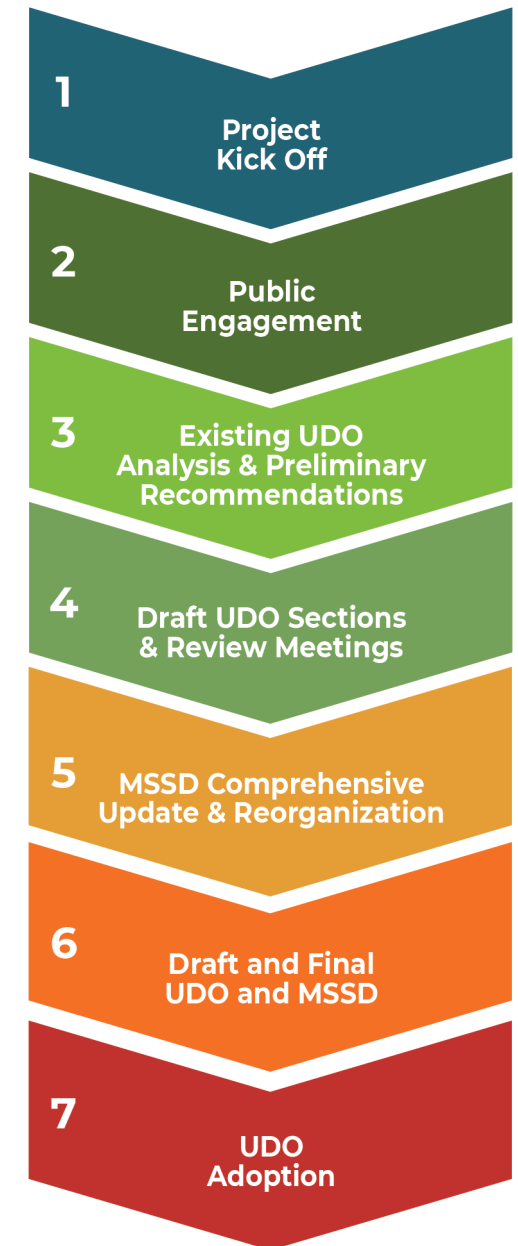 1
Project
Kick Off
2
Public
Engagement
3
Existing UDO
Analysis & Preliminary
Recommendations
4
Draft UDO Sections
& Review Meetings
5
MSSD Comprehensive
Update & Reorganization
6
Draft and Final
UDO and MSSD
7
UDO
Adoption